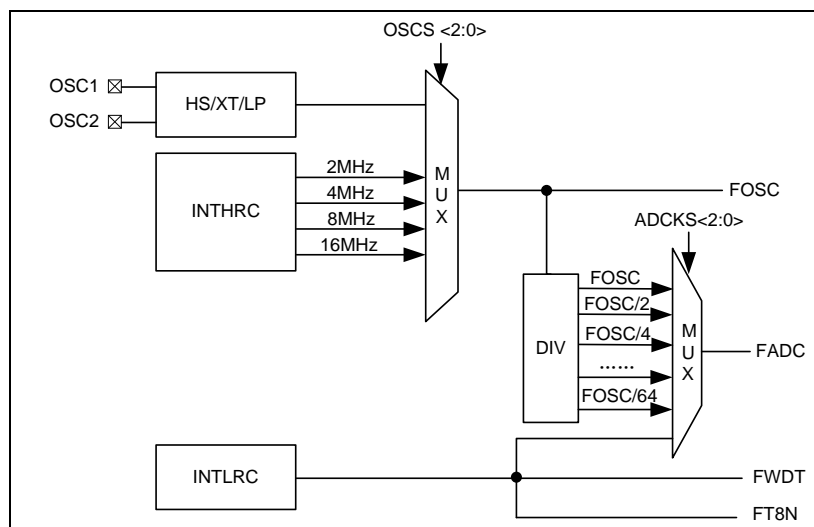 OSCS <2:0>
OSC1
OSC2
HS/XT/LP
INTHRC
2MHz
4MHz
8MHz
16MHz
M
U
X
FOSC
ADCKS<2:0>
DIV
FOSC
FOSC/2
FOSC/4
......
FOSC/64
M
U
X
FADC
INTLRC
FWDT
FT8N